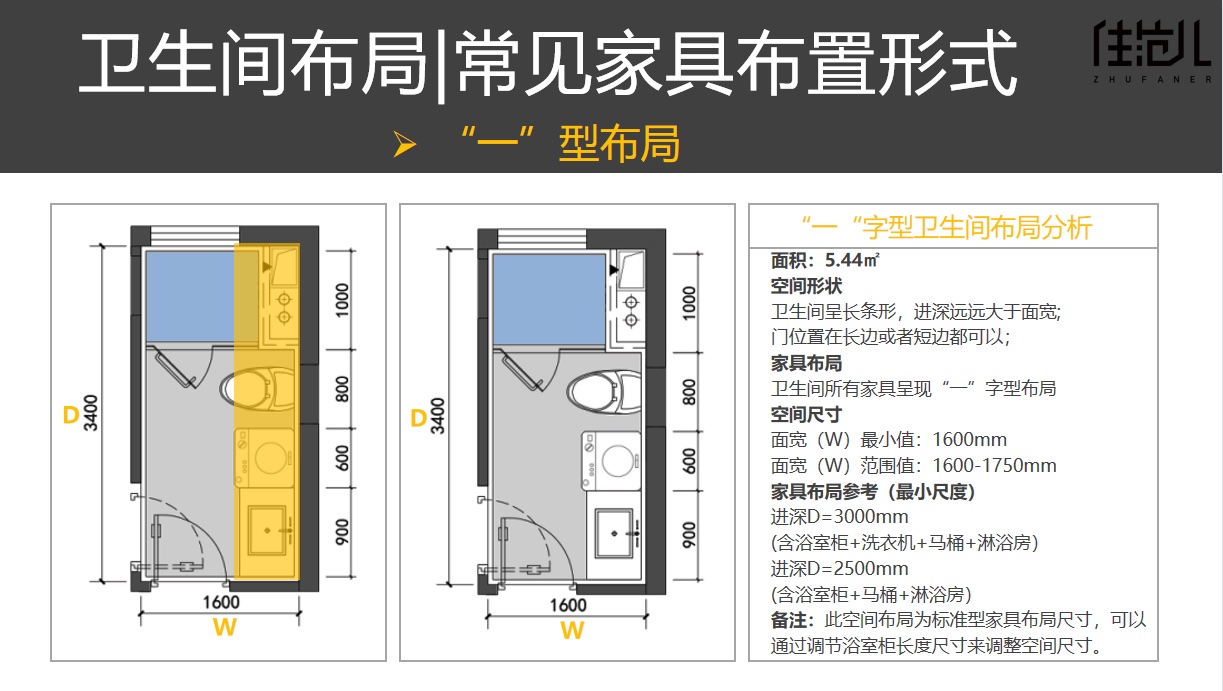 卫生间布局|常见家具布置形式
住范儿
ZHUFANER
➢ “一”型布局
1000
800
D
3400
600
900
1600
W
1000
800
D
3400
600
900
1600
W
“一“字型卫生间布局分析
面积：5.44㎡
空间形状
卫生间呈长条形，进深远远大于面宽;
门位置在长边或者短边都可以；
家具布局
卫生间所有家具呈现“一”字型布局
空间尺寸
面宽（W）最小值：1600mm
面宽（W）范围值：1600-1750mm
家具布局参考（最小尺度）
进深D=3000mm
(含浴室柜+洗衣机+马桶+淋浴房）
进深D=2500mm
(含浴室柜+马桶+淋浴房）
备注：此空间布局为标准型家具布局尺寸，可以
通过调节浴室柜长度尺寸来调整空间尺寸。